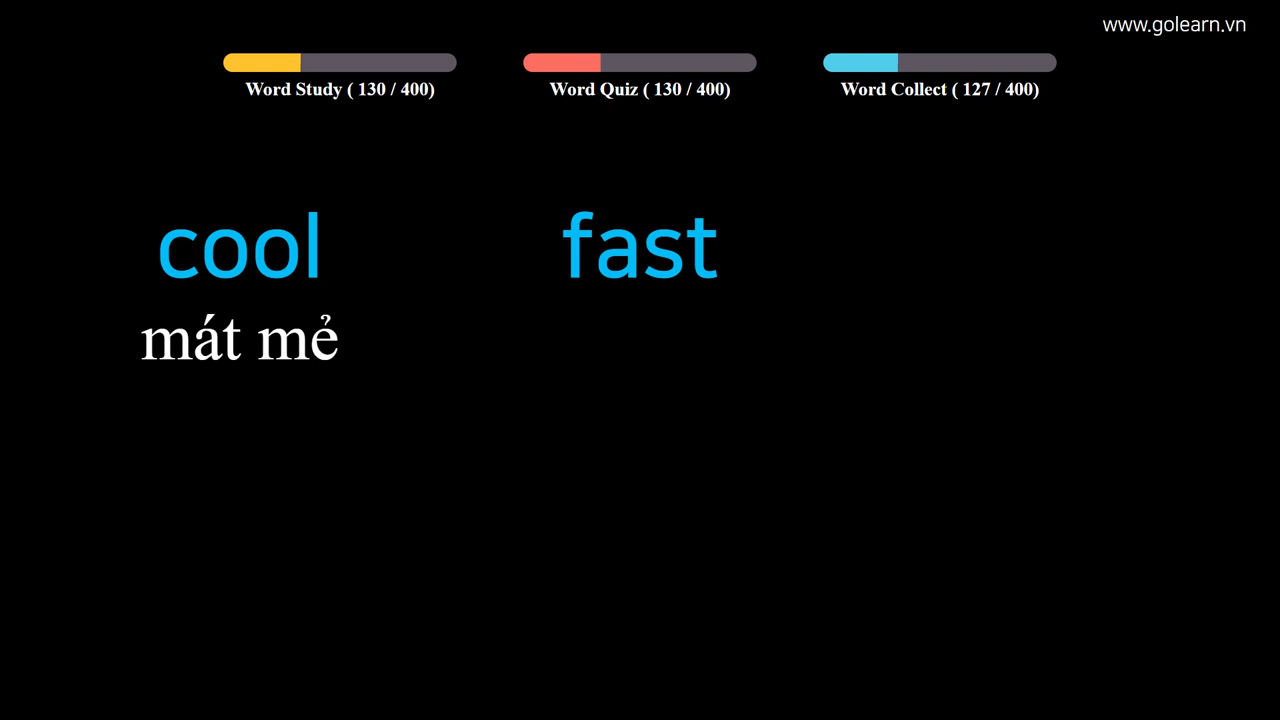 www.golearn.vn
Word Study ( 130 / 400)
Word Quiz ( 130 / 400)
Word Collect ( 127 / 400)
cool
fast
mát mẻ